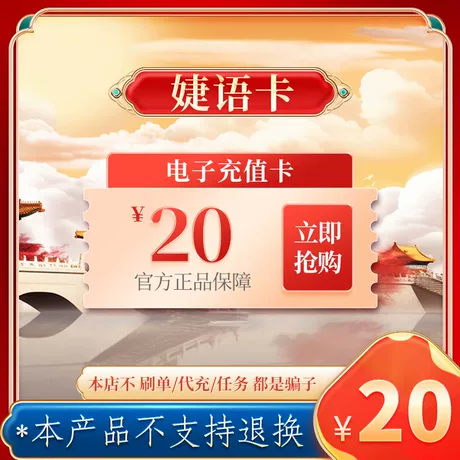 婕语卡
电子充值卡
¥20
官方正品保障
立即
抢购
本店不 刷单/代充/任务 都是骗子
*本产品不支持退换
¥20